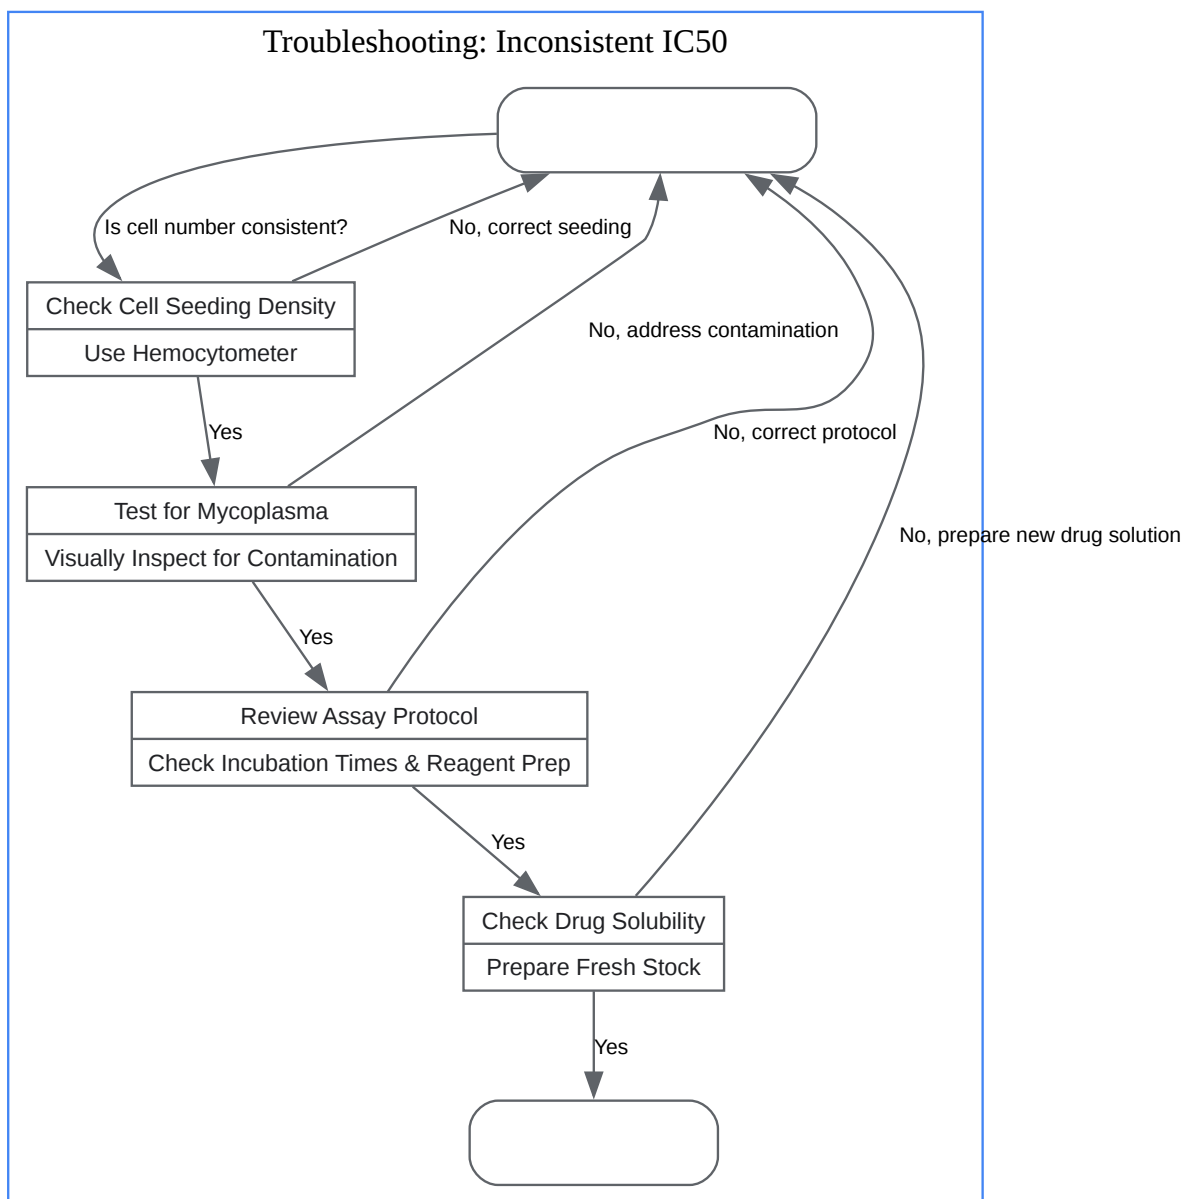 Troubleshooting: Inconsistent IC50
Is cell number consistent?
No, correct seeding
Check Cell Seeding Density
Use Hemocytometer
No, address contamination
Yes
No, correct protocol
Test for Mycoplasma
Visually Inspect for Contamination
No, prepare new drug solution
Yes
Review Assay Protocol
Check Incubation Times & Reagent Prep
Yes
Check Drug Solubility
Prepare Fresh Stock
Yes